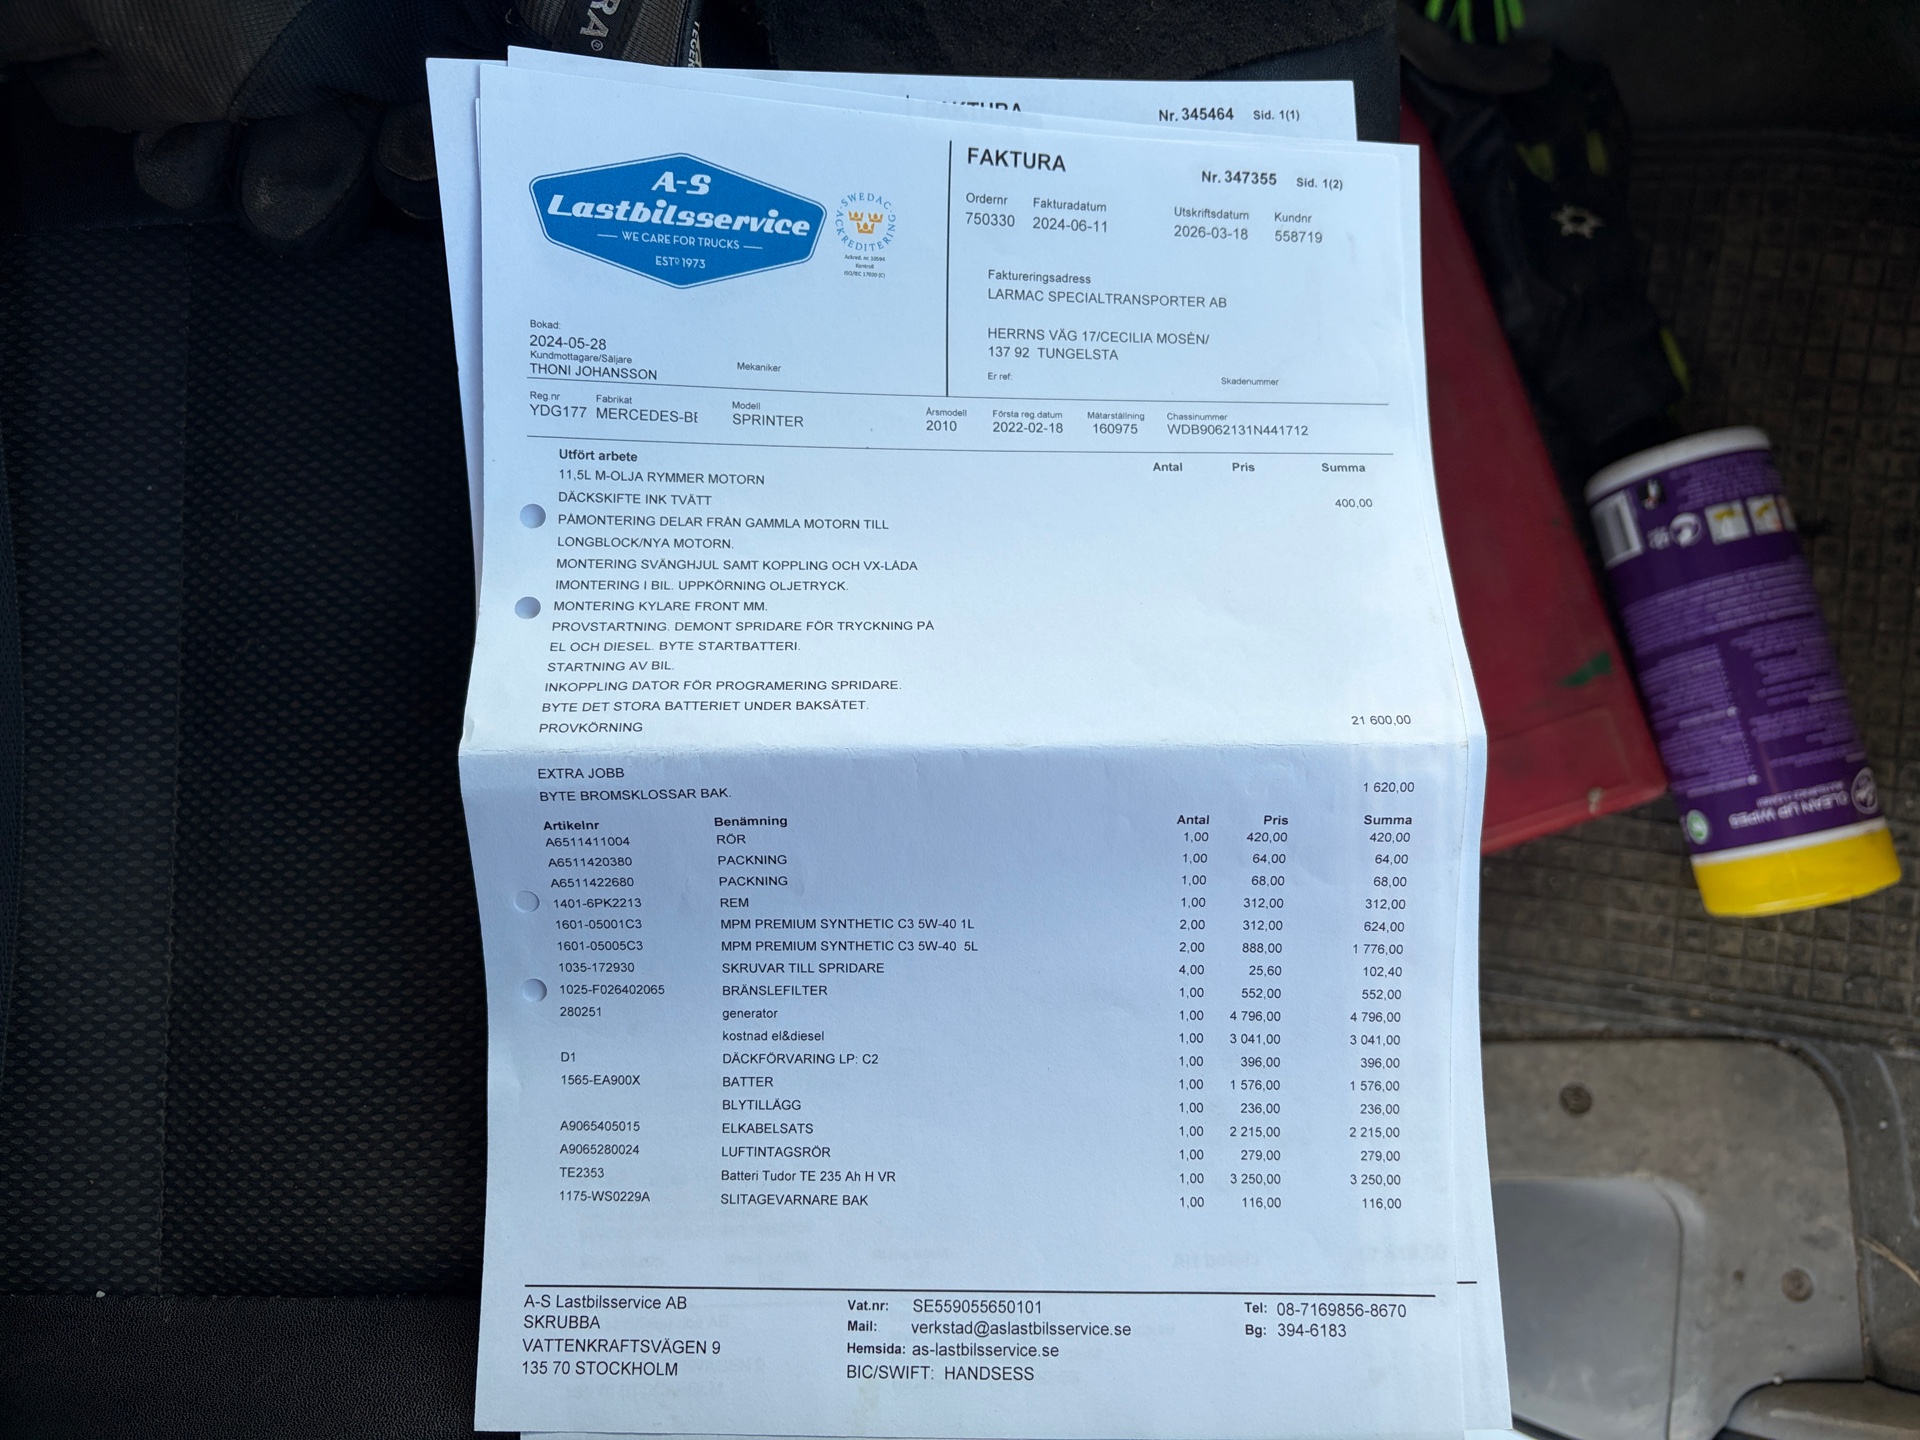 Nr. 345464 Sid. 1(1)
A-S
Lastbilsservice
WE CARE FOR TRUCKS
ESTD 1973
SWEDAC ACKREDITERING
Ackred. nr. 10594
Kontroll
ISO/IEC 17020 (C)
FAKTURA
Nr. 347355 Sid. 1(2)
Ordernr Fakturadatum Utskriftsdatum Kundnr
750330 2024-06-11 2026-03-18 558719
Faktureringsadress
LARMAC SPECIALTRANSPORTER AB
HERRNS VÄG 17/CECILIA MOSÉN/
137 92 TUNGELSTA
Er ref: Skadenummer
Bokad:
2024-05-28
Kundmottagare/Säljare Mekaniker
THONI JOHANSSON
Reg.nr Fabrikat Modell Årsmodell Första reg datum Mätarställning Chassinummer
YDG177 MERCEDES-BE SPRINTER 2010 2022-02-18 160975 WDB9062131N441712
Utfört arbete Antal Pris Summa
11,5L M-OLJA RYMMER MOTORN
DÄCKSKIFTE INK TVÄTT 400,00
PÅMONTERING DELAR FRÅN GAMMLA MOTORN TILL
LONGBLOCK/NYA MOTORN.
MONTERING SVÄNGHJUL SAMT KOPPLING OCH VX-LÅDA
IMONTERING I BIL. UPPKÖRNING OLJETRYCK.
MONTERING KYLARE FRONT MM.
PROVSTARTNING. DEMONT SPRIDARE FÖR TRYCKNING PÅ
EL OCH DIESEL. BYTE STARTBATTERI.
STARTNING AV BIL.
INKOPPLING DATOR FÖR PROGRAMERING SPRIDARE.
BYTE DET STORA BATTERIET UNDER BAKSÄTET.
PROVKÖRNING 21 600,00
EXTRA JOBB
BYTE BROMSKLOSSAR BAK. 1 620,00
Artikelnr Benämning Antal Pris Summa
A6511411004 RÖR 1,00 420,00 420,00
A6511420380 PACKNING 1,00 64,00 64,00
A6511422680 PACKNING 1,00 68,00 68,00
1401-6PK2213 REM 1,00 312,00 312,00
1601-05001C3 MPM PREMIUM SYNTHETIC C3 5W-40 1L 2,00 312,00 624,00
1601-05005C3 MPM PREMIUM SYNTHETIC C3 5W-40 5L 2,00 888,00 1 776,00
1035-172930 SKRUVAR TILL SPRIDARE 4,00 25,60 102,40
1025-F026402065 BRÄNSLEFILTER 1,00 552,00 552,00
280251 generator 1,00 4 796,00 4 796,00
kostnad el&diesel 1,00 3 041,00 3 041,00
D1 DÄCKFÖRVARING LP: C2 1,00 396,00 396,00
1565-EA900X BATTER 1,00 1 576,00 1 576,00
BLYTILLÄGG 1,00 236,00 236,00
A9065405015 ELKABELSATS 1,00 2 215,00 2 215,00
A9065280024 LUFTINTAGSRÖR 1,00 279,00 279,00
TE2353 Batteri Tudor TE 235 Ah H VR 1,00 3 250,00 3 250,00
1175-WS0229A SLITAGEVARNARE BAK 1,00 116,00 116,00
A-S Lastbilsservice AB
SKRUBBA
VATTENKRAFTSVÄGEN 9
135 70 STOCKHOLM
Vat.nr: SE559055650101
Mail: verkstad@aslastbilsservice.se
Hemsida: as-lastbilsservice.se
BIC/SWIFT: HANDSESS
Tel: 08-7169856-8670
Bg: 394-6183
CLEAN UP WIPES